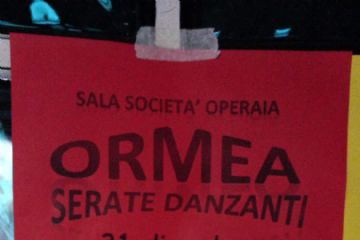 SALA SOCIETA' OPERAIA
ORMEA
SERATE DANZANTI